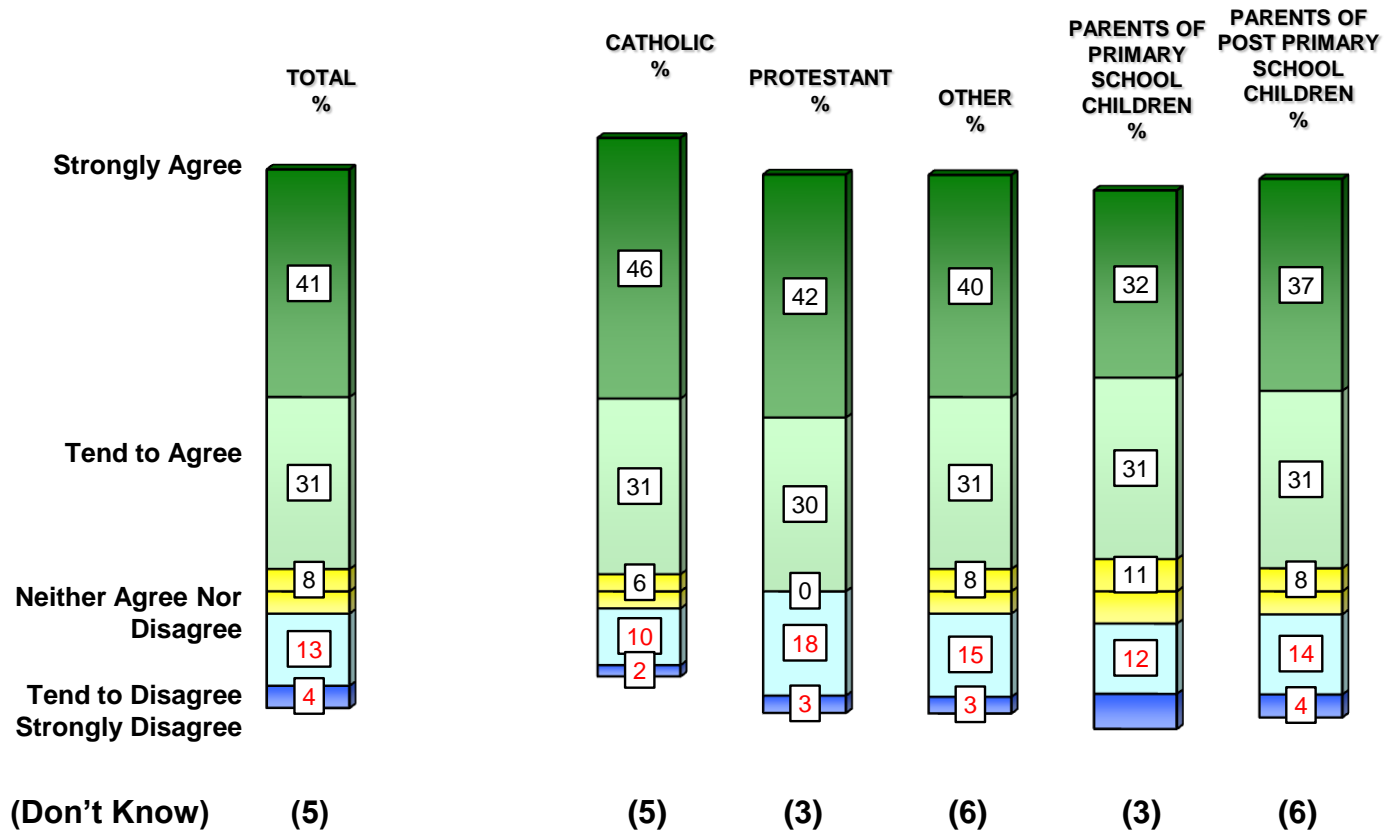 TOTAL
%
CATHOLIC
%
PROTESTANT
%
OTHER
%
PARENTS OF
PRIMARY
SCHOOL
CHILDREN
%
PARENTS OF
POST PRIMARY
SCHOOL
CHILDREN
%
Strongly Agree
41
46
42
40
32
37
Tend to Agree
31
31
30
31
31
31
Neither Agree Nor
Disagree
8
6
0
8
11
8
Tend to Disagree
13
10
18
15
12
14
Strongly Disagree
4
2
3
3
4
(Don't Know)
(5)
(5)
(3)
(6)
(3)
(6)